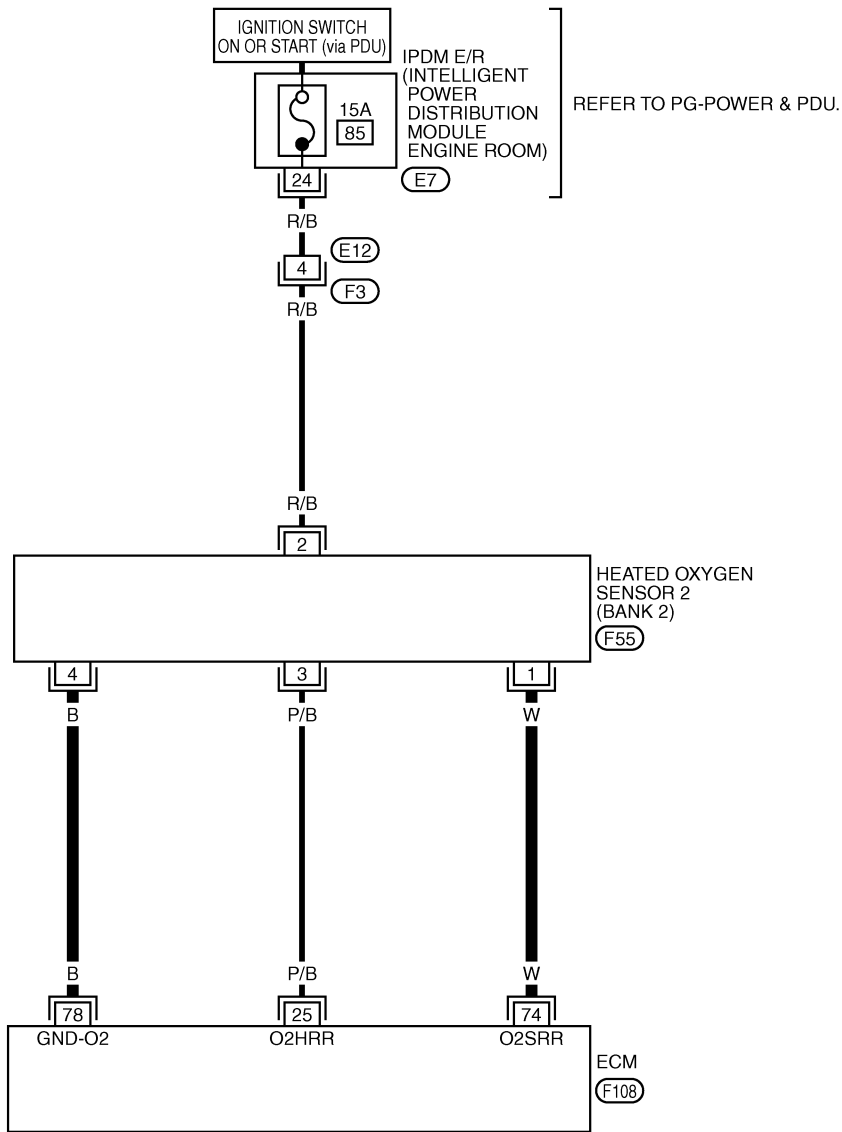 IGNITION SWITCH
ON OR START (via PDU)
IPDM E/R
(INTELLIGENT
POWER
DISTRIBUTION
MODULE
ENGINE ROOM)
REFER TO PG-POWER & PDU.
15A
85
24
E7
R/B
E12
4
F3
R/B
R/B
2
HEATED OXYGEN
SENSOR 2
(BANK 2)
F55
4
3
1
B
P/B
W
B
P/B
W
78
25
74
GND-O2
O2HRR
O2SRR
ECM
F108